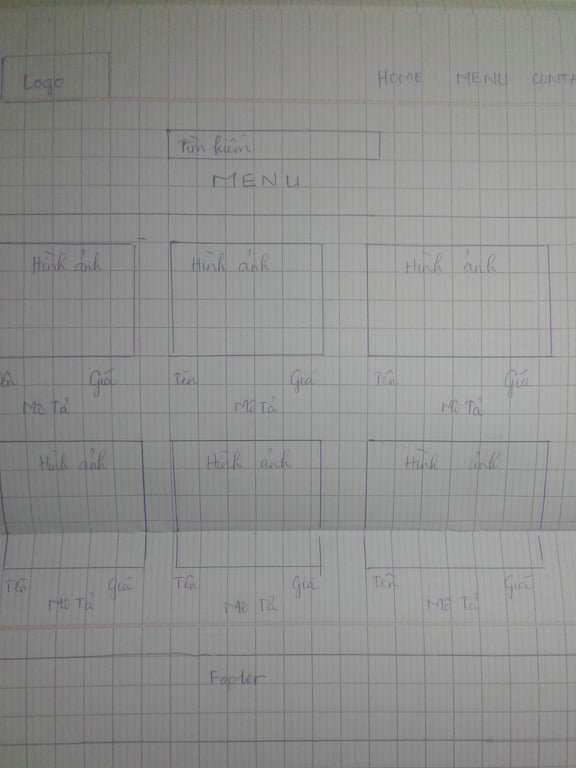 Logo HOME MENU CONTA
Tìm kiếm
MENU
Hình ảnh Hình ảnh Hình ảnh
ên Giá Tên Giá Tên Giá
Mô Tả Mô Tả Mô Tả
Hình ảnh Hình ảnh Hình ảnh
Tên Giá Tên Giá Tên Giá
Mô Tả Mô Tả Mô Tả
Footer